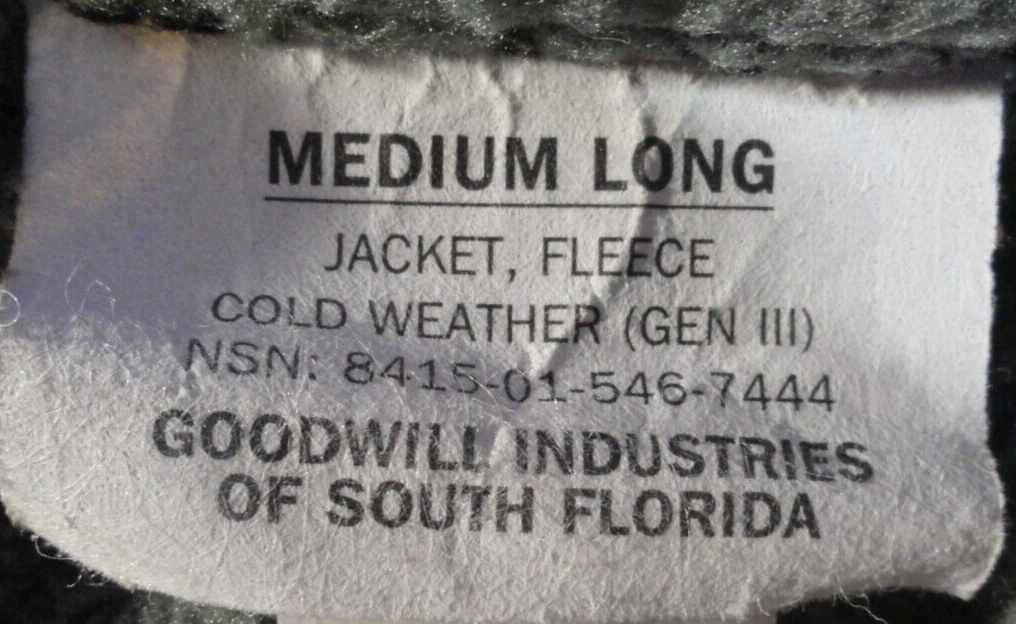 MEDIUM LONG
JACKET, FLEECE
COLD WEATHER (GEN III)
NSN: 8415-01-546-7444
GOODWILL INDUSTRIES
OF SOUTH FLORIDA